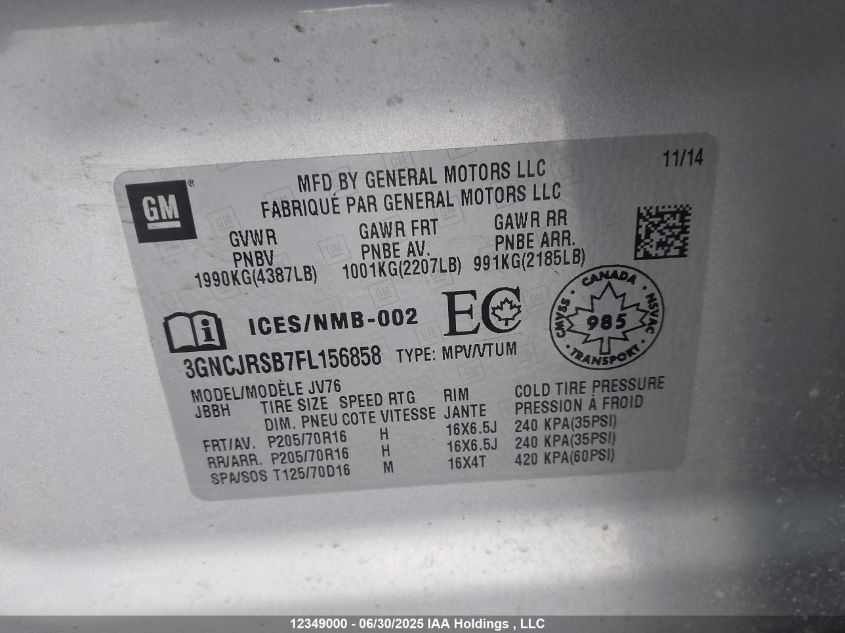 GM®
MFD BY GENERAL MOTORS LLC
11/14
FABRIQUÉ PAR GENERAL MOTORS LLC
GVWR
PNBV
1990KG(4387LB)
GAWR FRT
PNBE AV.
1001KG(2207LB)
GAWR RR
PNBE ARR.
991KG(2185LB)
i ICES/NMB-002 EC
CANADA
CMVSS 985 NSVAC
TRANSPORT
3GNCJRSB7FL156858 TYPE: MPV/VTUM
MODEL/MODÈLE JV76
JBBH TIRE SIZE SPEED RTG RIM COLD TIRE PRESSURE
DIM. PNEU COTE VITESSE JANTE PRESSION À FROID
FRT/AV. P205/70R16 H 16X6.5J 240 KPA(35PSI)
RR/ARR. P205/70R16 H 16X6.5J 240 KPA(35PSI)
SPA/SOS T125/70D16 M 16X4T 420 KPA(60PSI)
12349000 - 06/30/2025 IAA Holdings , LLC